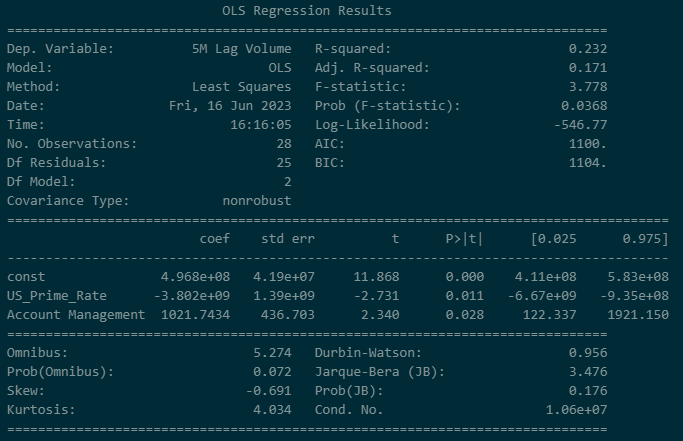 OLS Regression Results
==============================================================================
Dep. Variable: 5M Lag Volume R-squared: 0.232
Model: OLS Adj. R-squared: 0.171
Method: Least Squares F-statistic: 3.778
Date: Fri, 16 Jun 2023 Prob (F-statistic): 0.0368
Time: 16:16:05 Log-Likelihood: -546.77
No. Observations: 28 AIC: 1100.
Df Residuals: 25 BIC: 1104.
Df Model: 2
Covariance Type: nonrobust
======================================================================================
coef std err t P>|t| [0.025 0.975]
--------------------------------------------------------------------------------------
const 4.968e+08 4.19e+07 11.868 0.000 4.11e+08 5.83e+08
US_Prime_Rate -3.802e+09 1.39e+09 -2.731 0.011 -6.67e+09 -9.35e+08
Account Management 1021.7434 436.703 2.340 0.028 122.337 1921.150
==============================================================================
Omnibus: 5.274 Durbin-Watson: 0.956
Prob(Omnibus): 0.072 Jarque-Bera (JB): 3.476
Skew: -0.691 Prob(JB): 0.176
Kurtosis: 4.034 Cond. No. 1.06e+07
==============================================================================